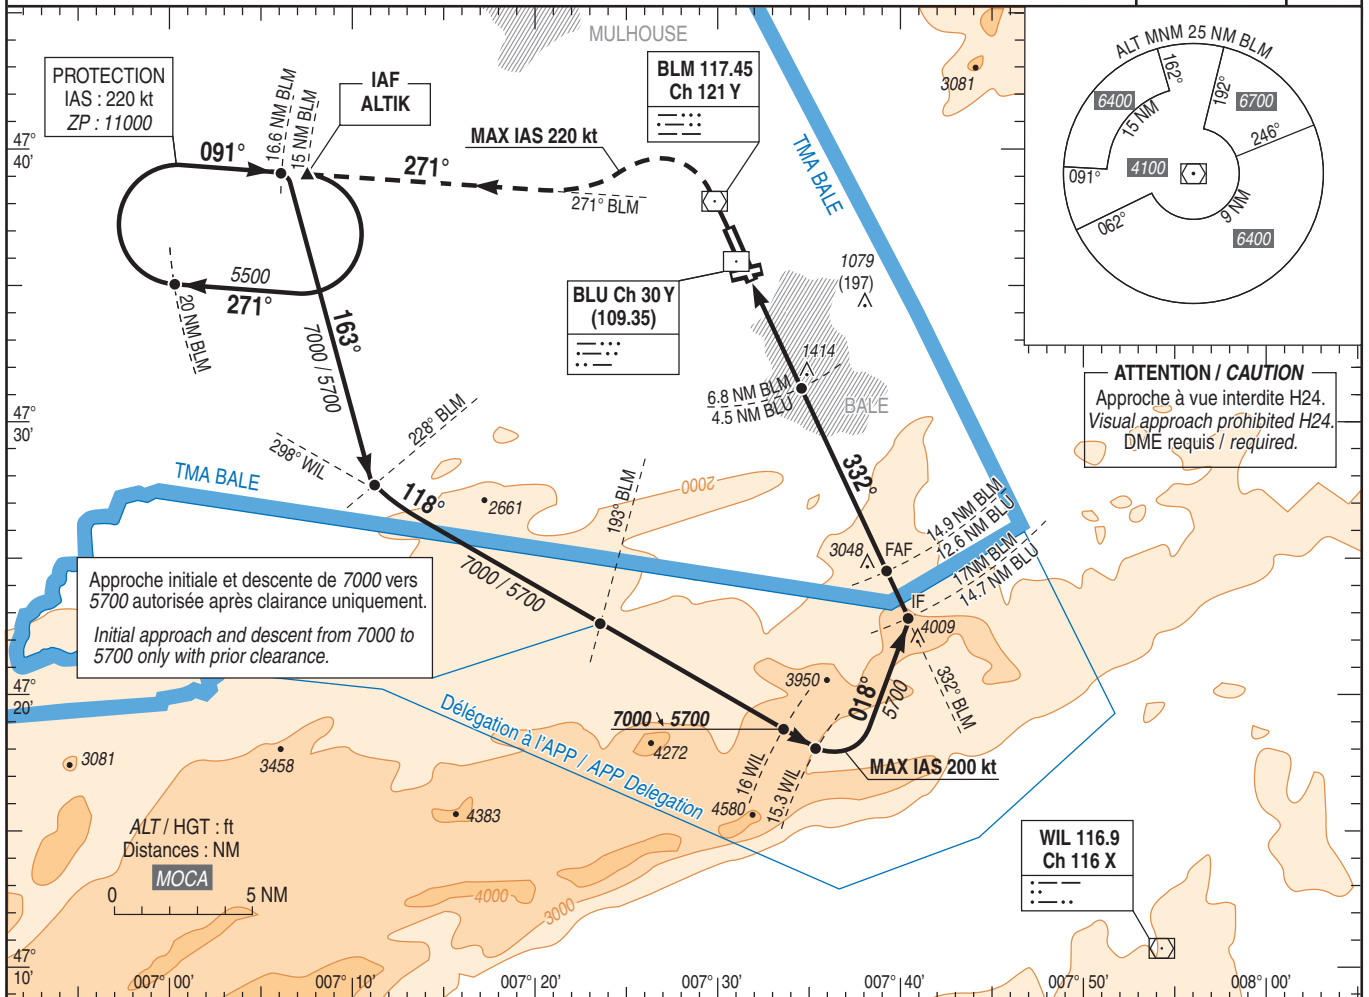 MULHOUSE
PROTECTION
IAS : 220 kt
ZP : 11000
16.6 NM BLM
15 NM BLM
IAF
ALTIK
BLM 117.45
Ch 121 Y
MAX IAS 220 kt
3081
ALT MNM 25 NM BLM
162°
192°
6400
6700
15 NM
246°
4100
091°
062°
9 NM
6400
47°
40'
091°
271°
271° BLM
TMA BALE
5500
271°
20 NM BLM
163°
7000 / 5700
BLU Ch 30 Y
(109.35)
1079
(197)
1414
6.8 NM BLM
4.5 NM BLU
BALE
ATTENTION / CAUTION
Approche à vue interdite H24.
Visual approach prohibited H24.
DME requis / required.
47°
30'
298° WIL
228° BLM
TMA BALE
118°
2661
193° BLM
2000
332°
14.9 NM BLM
12.6 NM BLU
3048
FAF
17NM BLM
14.7 NM BLU
7000 / 5700
IF
4009
Approche initiale et descente de 7000 vers
5700 autorisée après clairance uniquement.
Initial approach and descent from 7000 to
5700 only with prior clearance.
332° BLM
3950
018°
5700
47°
20'
Délégation à l'APP / APP Delegation
7000 5700
4272
MAX IAS 200 kt
3081
3458
16 WIL
15.3 WIL
4580
4383
ALT / HGT : ft
Distances : NM
MOCA
0 5 NM
4000
3000
WIL 116.9
Ch 116 X
47°
10'
007° 00' 007° 10' 007° 20' 007° 30' 007° 40' 007° 50' 008° 00'